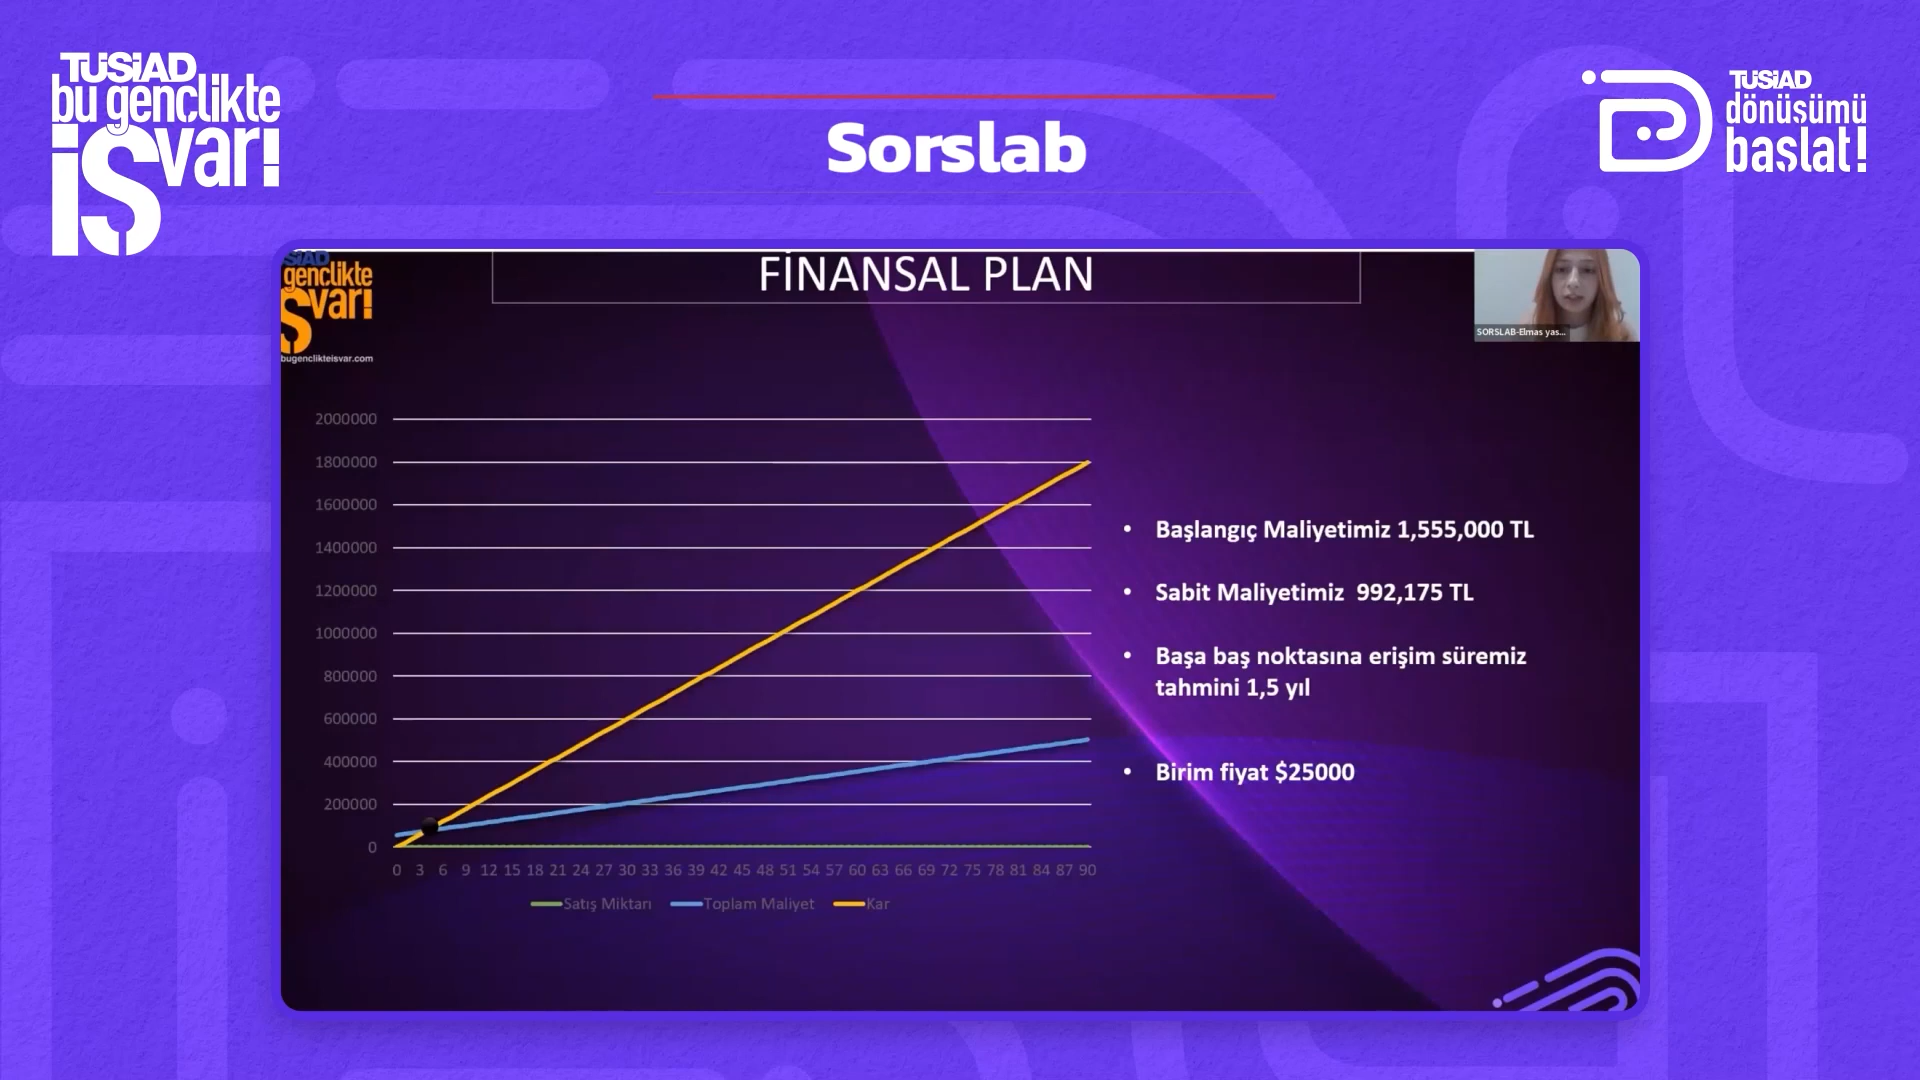 TÜSİAD
bu gençlikte
iŞ var!
Sorslab
TÜSİAD
dönüşümü
başlat!
SİAD
gençlikte
Ş var!
bugenclikteisvar.com
FİNANSAL PLAN
SORSLAB-Elmas yas...
2000000
1800000
1600000
1400000
1200000
1000000
800000
600000
400000
200000
0
0 3 6 9 12 15 18 21 24 27 30 33 36 39 42 45 48 51 54 57 60 63 66 69 72 75 78 81 84 87 90
Satış Miktarı Toplam Maliyet Kar
• Başlangıç Maliyetimiz 1,555,000 TL
• Sabit Maliyetimiz 992,175 TL
• Başa baş noktasına erişim süremiz
tahmini 1,5 yıl
• Birim fiyat $25000